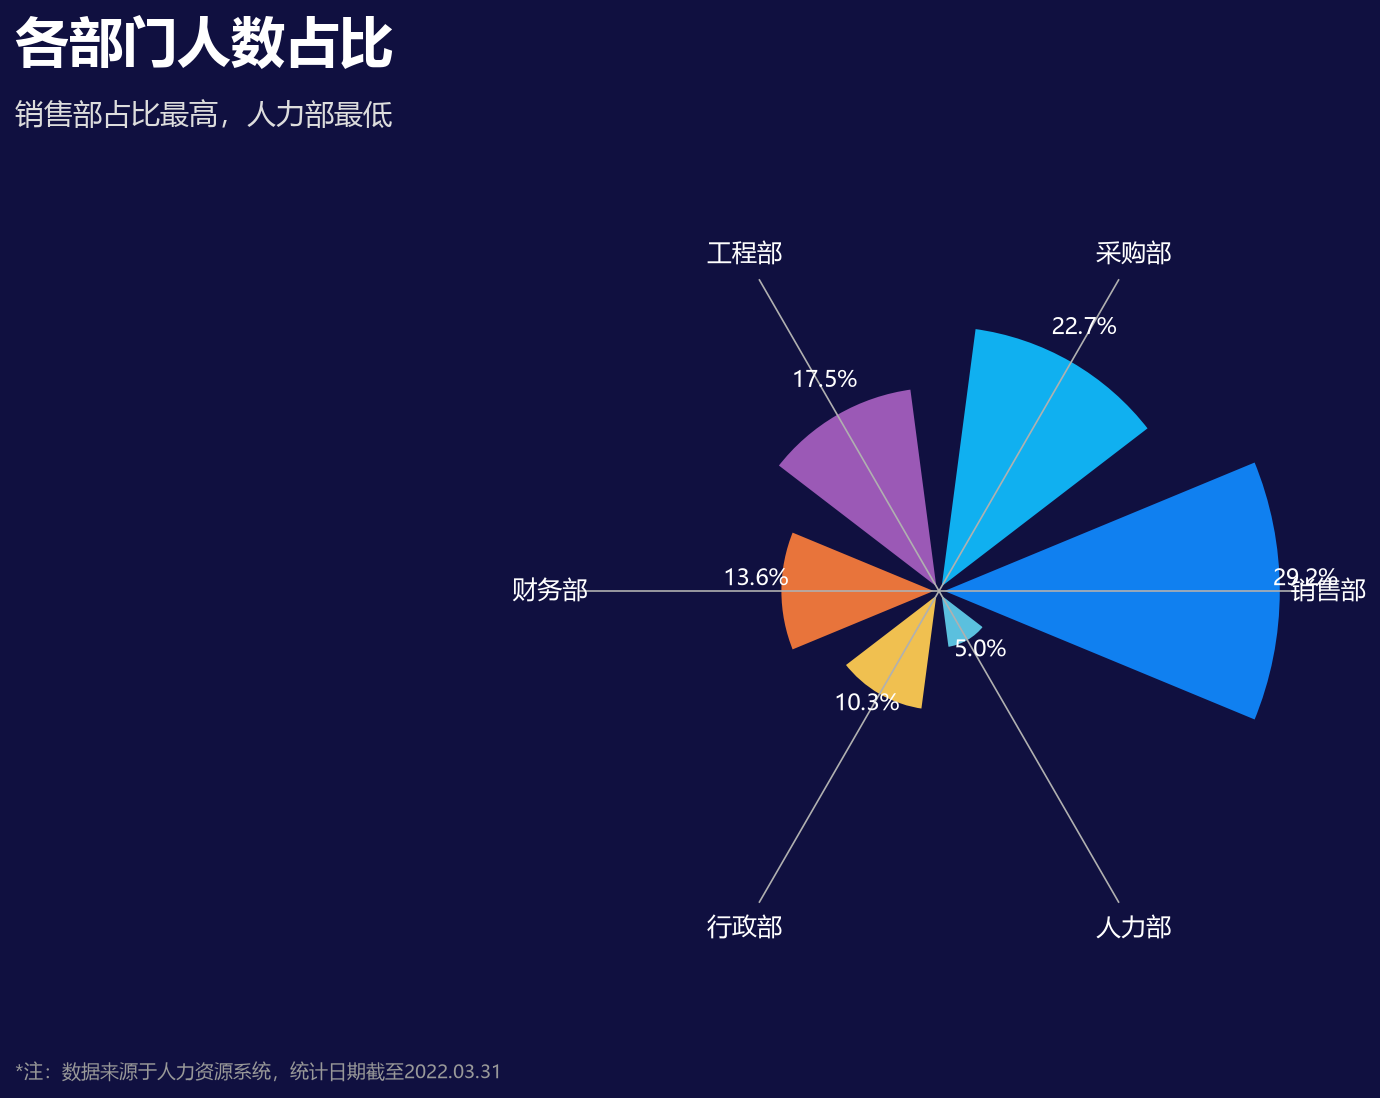 各部门人数占比
销售部占比最高，人力部最低
工程部
采购部
22.7%
17.5%
财务部
13.6%
29.2%
销售部
5.0%
10.3%
行政部
人力部
*注：数据来源于人力资源系统，统计日期截至2022.03.31